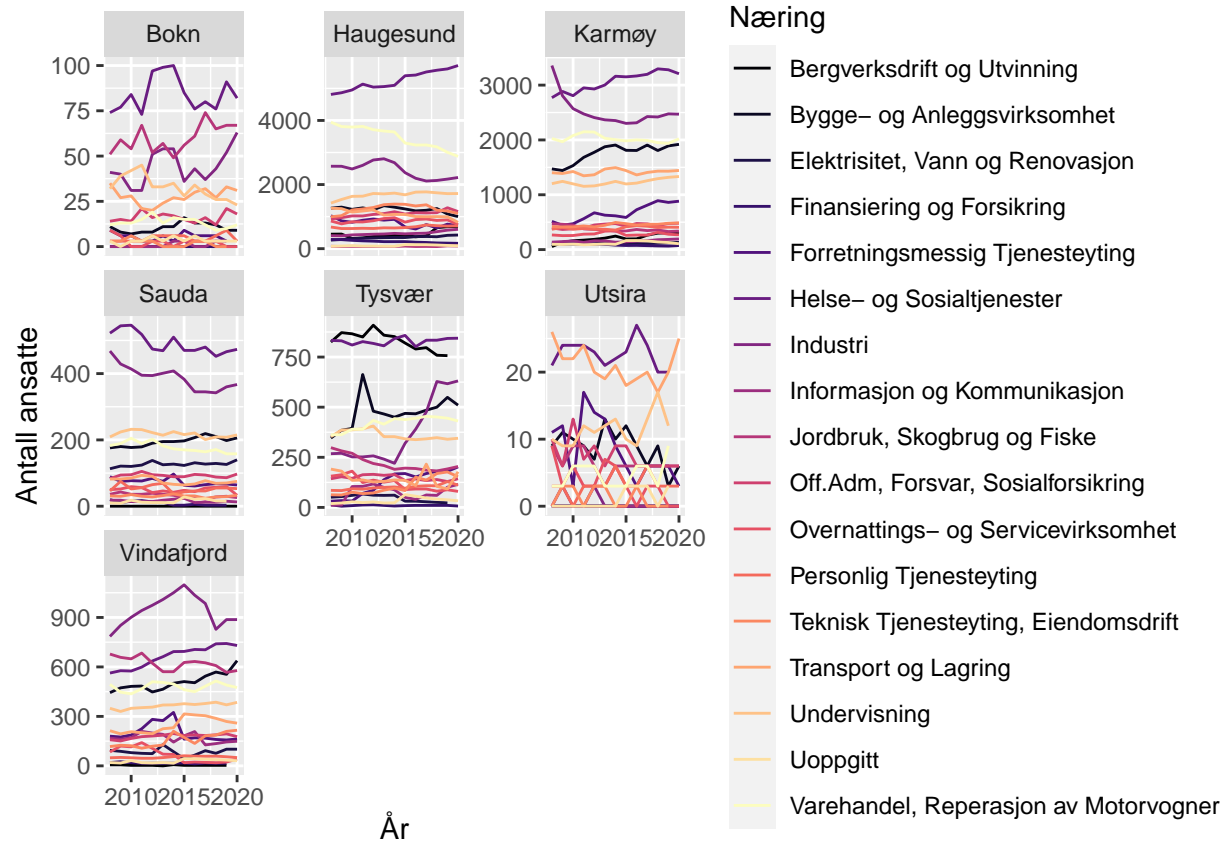 Bokn
Haugesund
Karmøy
100
75
50
25
0
4000
2000
0
3000
2000
1000
0
Sauda
Tysvær
Utsira
400
200
0
750
500
250
0
20
10
0
2010 2015 2020
2010 2015 2020
Vindafjord
900
600
300
0
2010 2015 2020
År
Antall ansatte
Næring
Bergverksdrift og Utvinning
Bygge− og Anleggsvirksomhet
Elektrisitet, Vann og Renovasjon
Finansiering og Forsikring
Forretningsmessig Tjenesteyting
Helse− og Sosialtjenester
Industri
Informasjon og Kommunikasjon
Jordbruk, Skogbrug og Fiske
Off.Adm, Forsvar, Sosialforsikring
Overnattings− og Servicevirksomhet
Personlig Tjenesteyting
Teknisk Tjenesteyting, Eiendomsdrift
Transport og Lagring
Undervisning
Uoppgitt
Varehandel, Reperasjon av Motorvogner